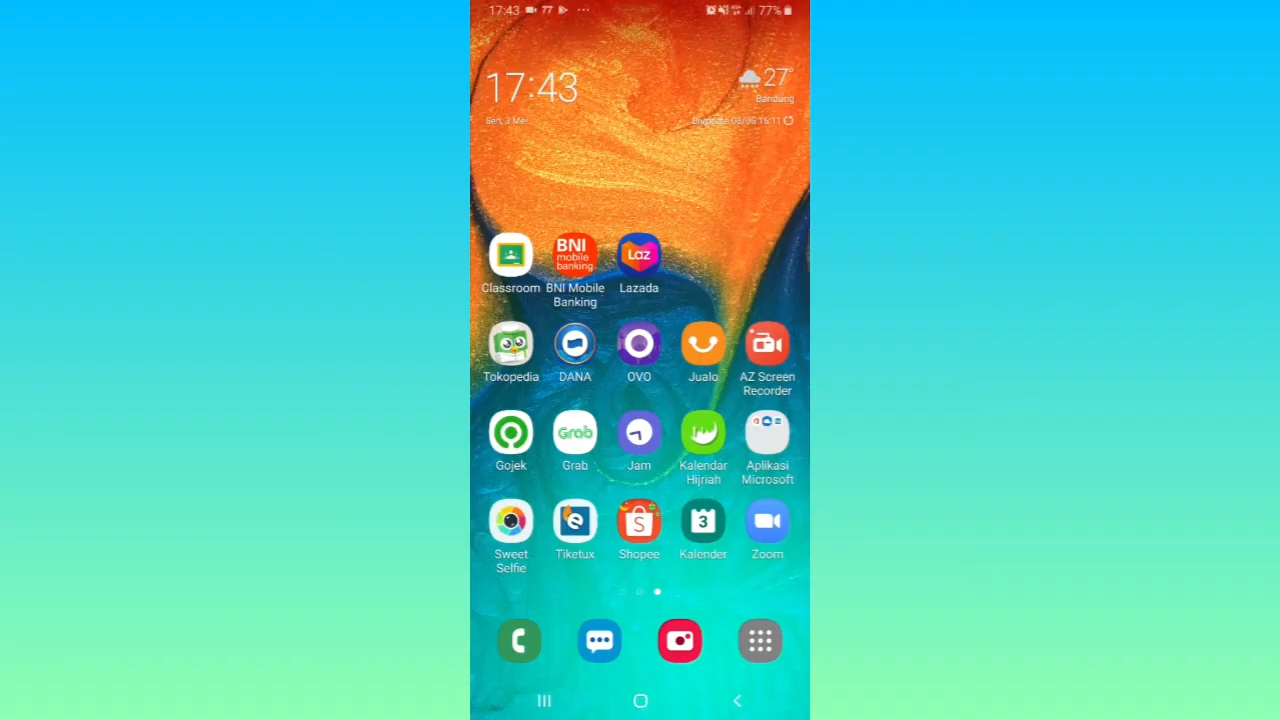 17:43 77 77%
17:43 27°
Bandung
Sen, 3 Mei
BNI
mobile
banking
Laz
Classroom BNI Mobile Lazada
Banking
Tokopedia DANA OVO Jualo AZ Screen
Recorder
Grab
Gojek Grab Jam Kalendar Aplikasi
Hijriah Microsoft
S 3
Sweet Tiketux Shopee Kalender Zoom
Selfie